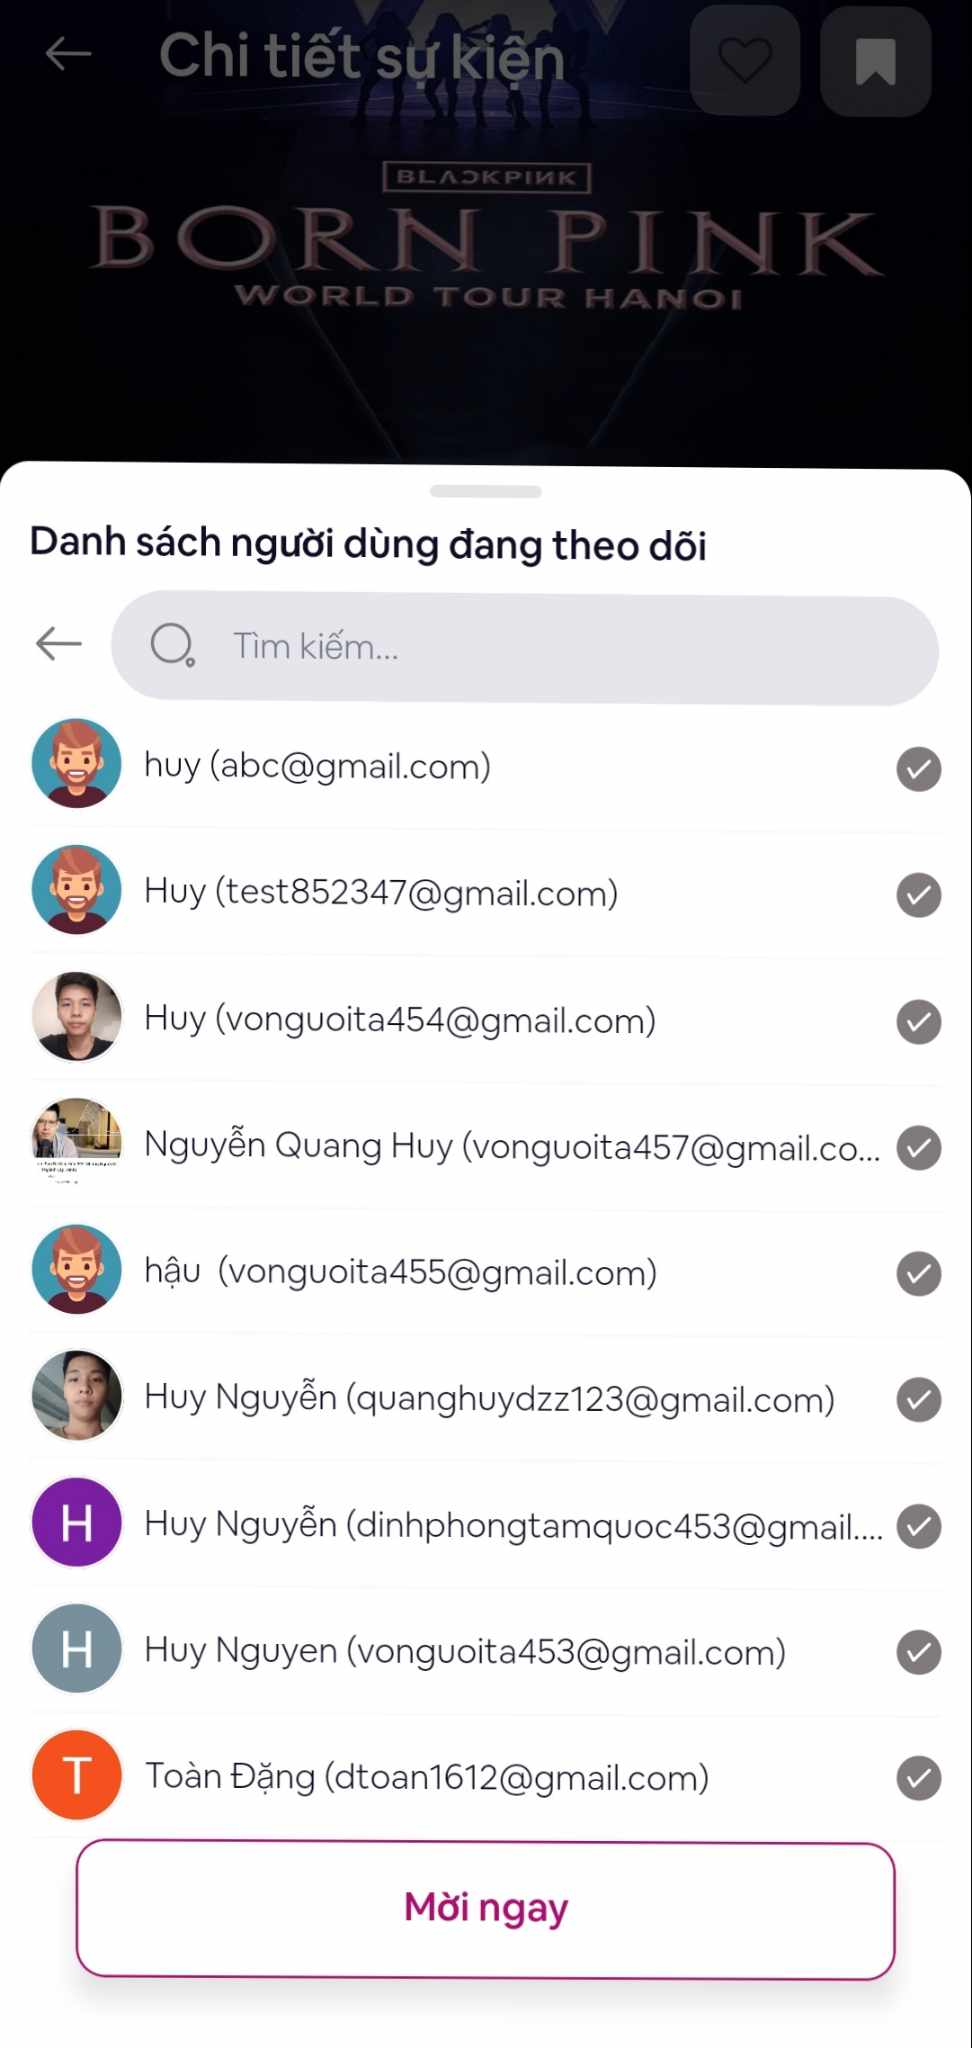 Chi tiết sự kiện
BLACKPINK
BORN PINK
WORLD TOUR HANOI
Danh sách người dùng đang theo dõi
Tìm kiếm...
huy (abc@gmail.com)
Huy (test852347@gmail.com)
Huy (vonguoita454@gmail.com)
Nguyễn Quang Huy (vonguoita457@gmail.co...
hậu (vonguoita455@gmail.com)
Huy Nguyễn (quanghuydzz123@gmail.com)
H
Huy Nguyễn (dinhphongtamquoc453@gmail....
H
Huy Nguyen (vonguoita453@gmail.com)
T
Toàn Đặng (dtoan1612@gmail.com)
Mời ngay